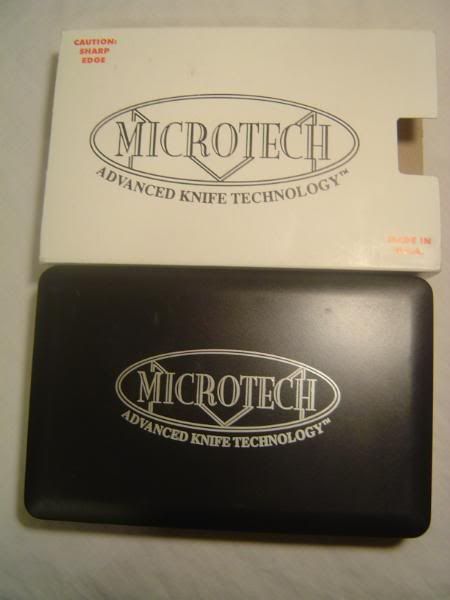 CAUTION:
SHARP
EDGE
MICROTECH
ADVANCED KNIFE TECHNOLOGY™
MADE IN
U.S.A.
MICROTECH
ADVANCED KNIFE TECHNOLOGY™